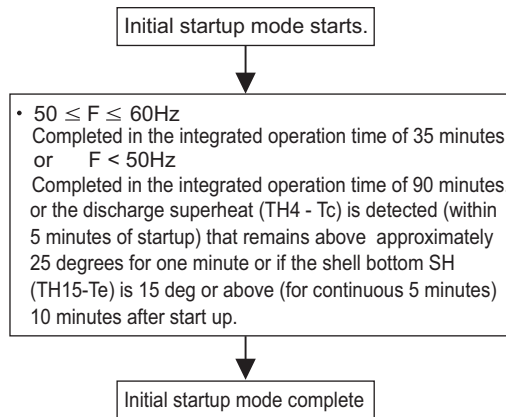 Initial startup mode starts.
• 50 ≤ F ≤ 60Hz
Completed in the integrated operation time of 35 minutes
or F < 50Hz
Completed in the integrated operation time of 90 minutes.
or the discharge superheat (TH4 - Tc) is detected (within
5 minutes of startup) that remains above approximately
25 degrees for one minute or if the shell bottom SH
(TH15-Te) is 15 deg or above (for continuous 5 minutes)
10 minutes after start up.
Initial startup mode complete